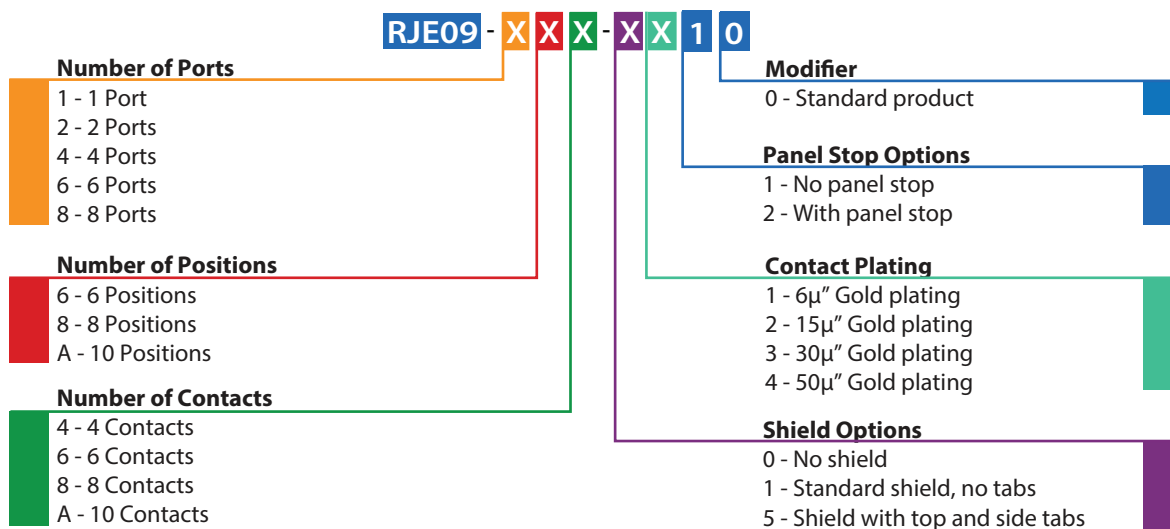 RJE09 - X X X - X X 1 0
Number of Ports
1 - 1 Port
2 - 2 Ports
4 - 4 Ports
6 - 6 Ports
8 - 8 Ports
Number of Positions
6 - 6 Positions
8 - 8 Positions
A - 10 Positions
Number of Contacts
4 - 4 Contacts
6 - 6 Contacts
8 - 8 Contacts
A - 10 Contacts
Modifier
0 - Standard product
Panel Stop Options
1 - No panel stop
2 - With panel stop
Contact Plating
1 - 6µ” Gold plating
2 - 15µ” Gold plating
3 - 30µ” Gold plating
4 - 50µ” Gold plating
Shield Options
0 - No shield
1 - Standard shield, no tabs
5 - Shield with top and side tabs